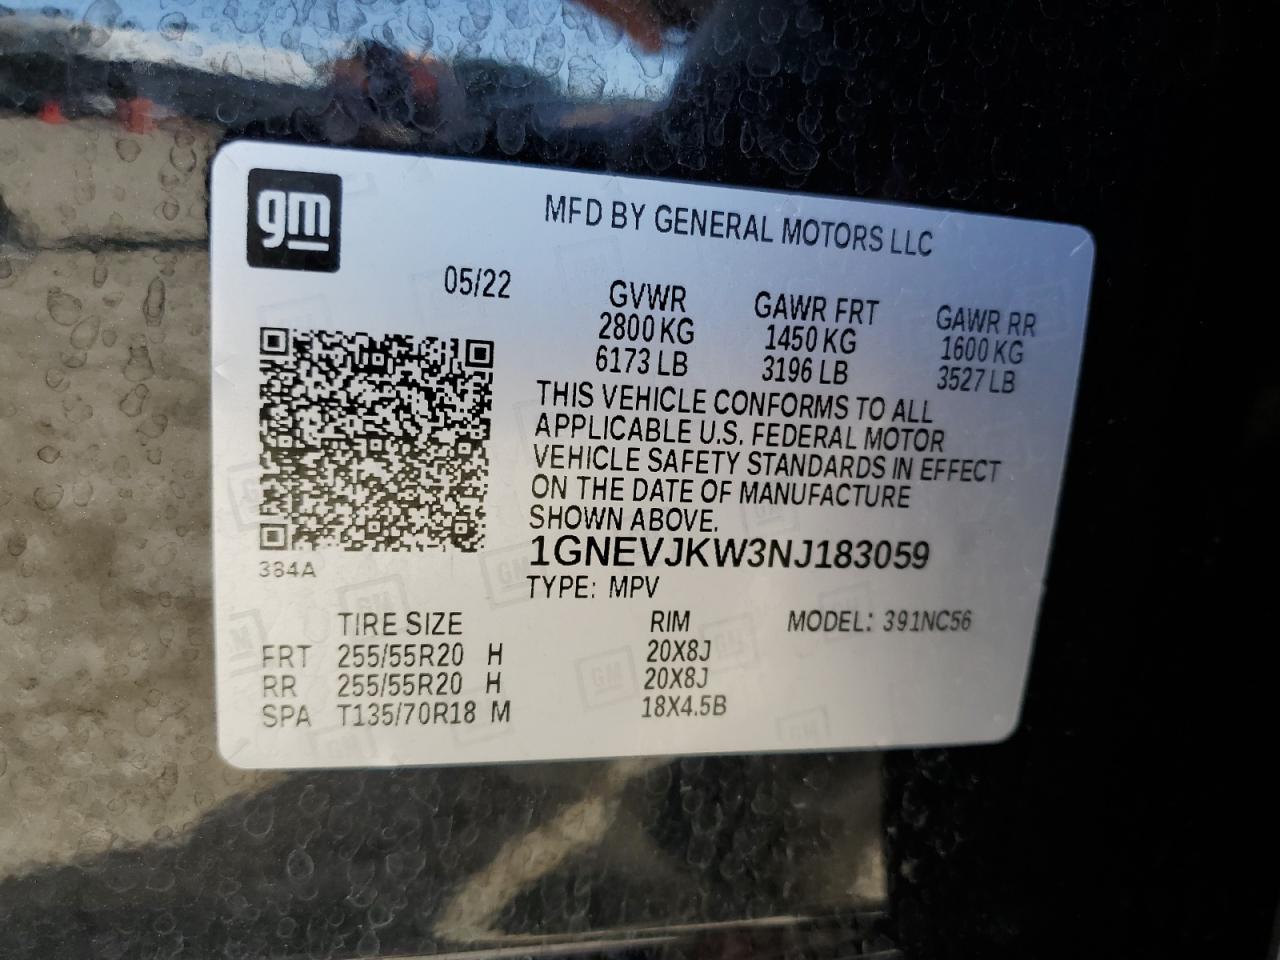 gm
MFD BY GENERAL MOTORS LLC
05/22
GVWR GAWR FRT GAWR RR
2800 KG 1450 KG 1600 KG
6173 LB 3196 LB 3527 LB
THIS VEHICLE CONFORMS TO ALL
APPLICABLE U.S. FEDERAL MOTOR
VEHICLE SAFETY STANDARDS IN EFFECT
ON THE DATE OF MANUFACTURE
SHOWN ABOVE.
1GNEVJKW3NJ183059
384A
TYPE: MPV
TIRE SIZE RIM MODEL: 391NC56
FRT 255/55R20 H 20X8J
RR 255/55R20 H 20X8J
SPA T135/70R18 M 18X4.5B